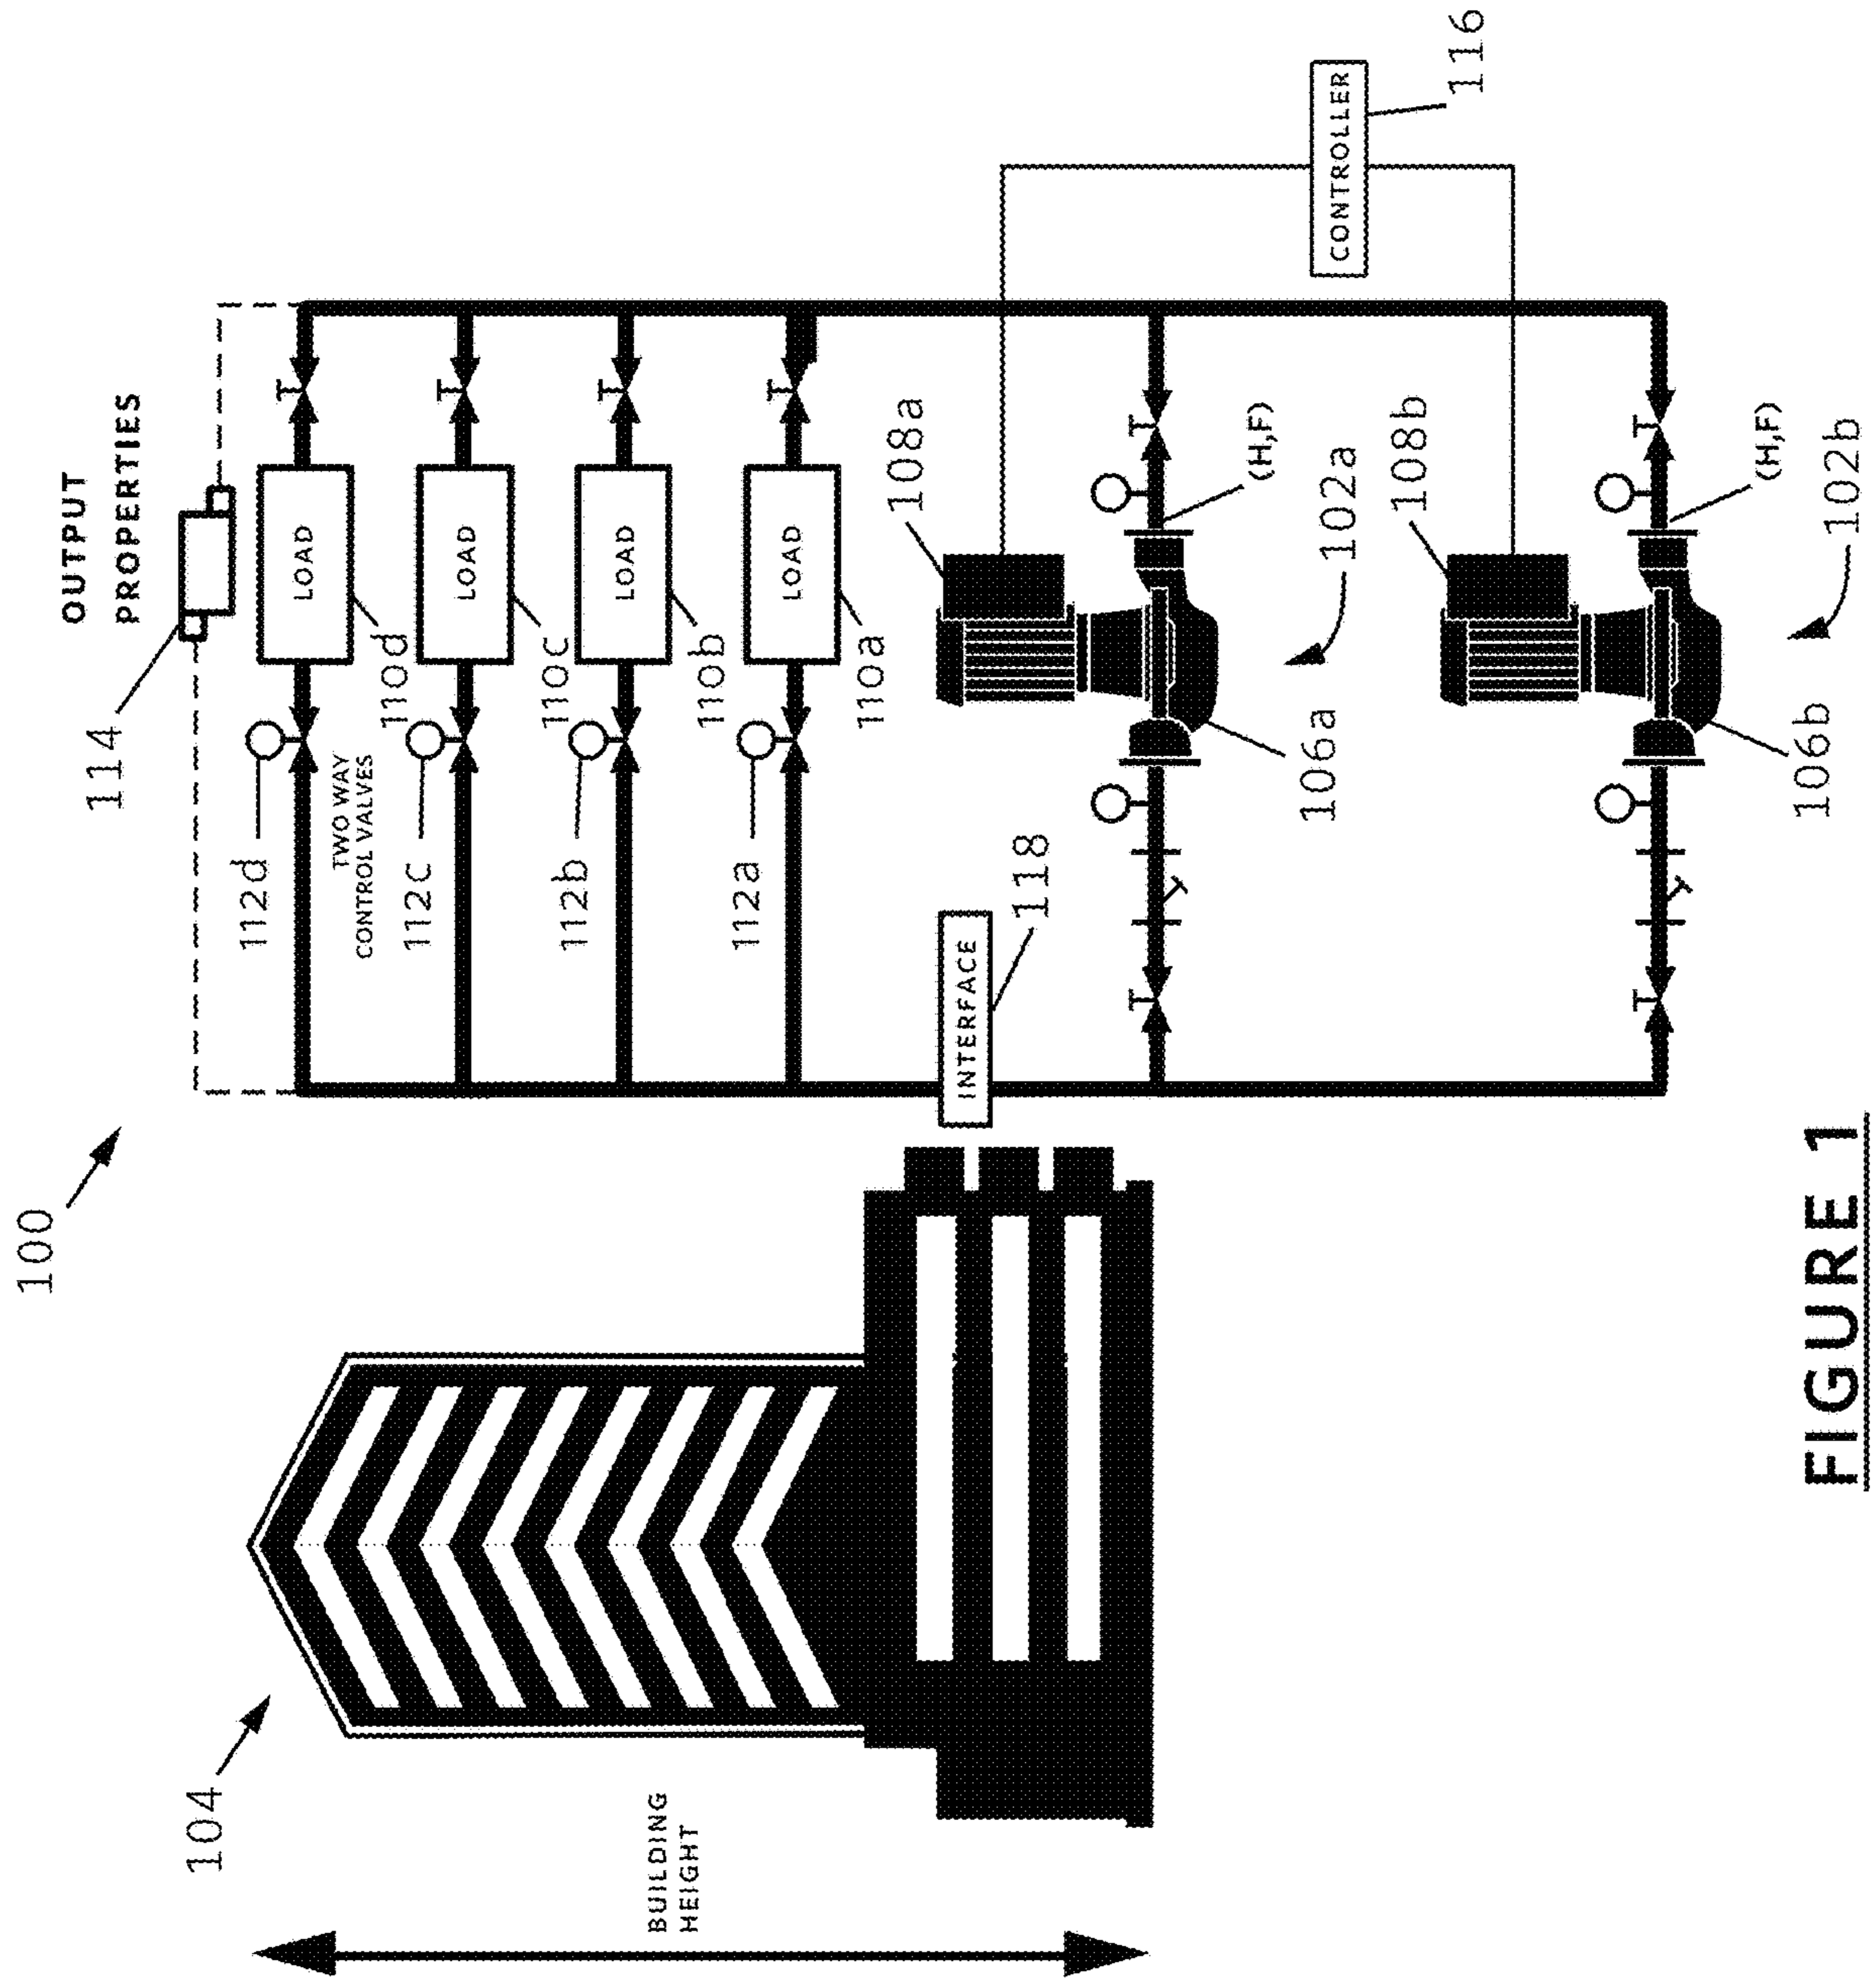 100
104
BUILDING
HEIGHT
114
OUTPUT
PROPERTIES
112d
110d
LOAD
TWO WAY
CONTROL VALVES
112c
110c
LOAD
112b
110b
LOAD
112a
110a
LOAD
INTERFACE
118
108a
106a
102a
(H,F)
CONTROLLER
116
108b
106b
102b
(H,F)
FIGURE 1